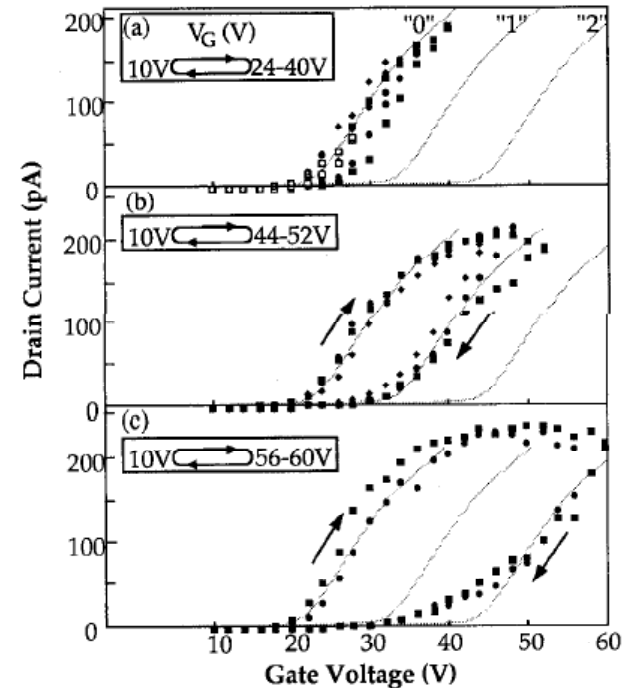 (a)
V_G (V)
10V 24-40V
"0" "1" "2"
200
100
0
(b)
10V 44-52V
200
100
0
(c)
10V 56-60V
200
100
0
10 20 30 40 50 60
Drain Current (pA)
Gate Voltage (V)